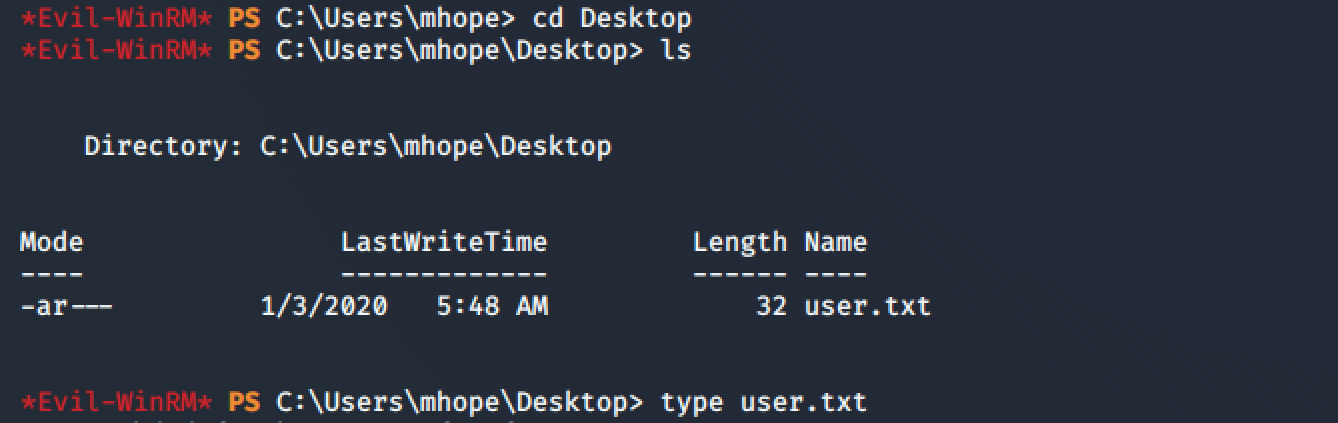 *Evil-WinRM* PS C:\Users\mhope> cd Desktop
*Evil-WinRM* PS C:\Users\mhope\Desktop> ls
Directory: C:\Users\mhope\Desktop
Mode                LastWriteTime         Length Name
----                -------------         ------ ----
-ar---         1/3/2020   5:48 AM             32 user.txt
*Evil-WinRM* PS C:\Users\mhope\Desktop> type user.txt